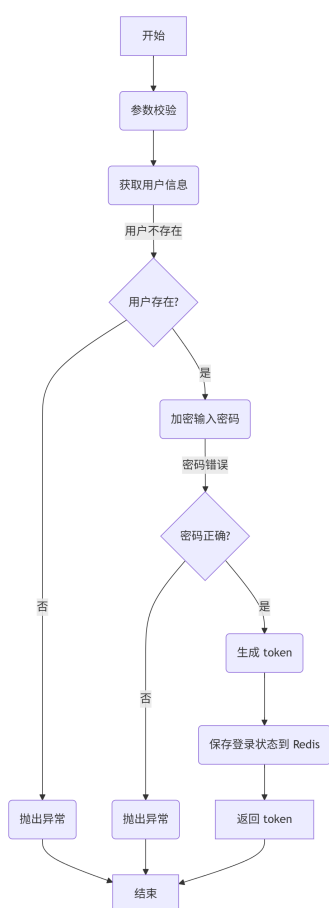 开始
参数校验
获取用户信息
用户不存在
用户存在?
是
加密输入密码
密码错误
密码正确?
否
是
生成 token
否
保存登录状态到 Redis
抛出异常
抛出异常
返回 token
结束